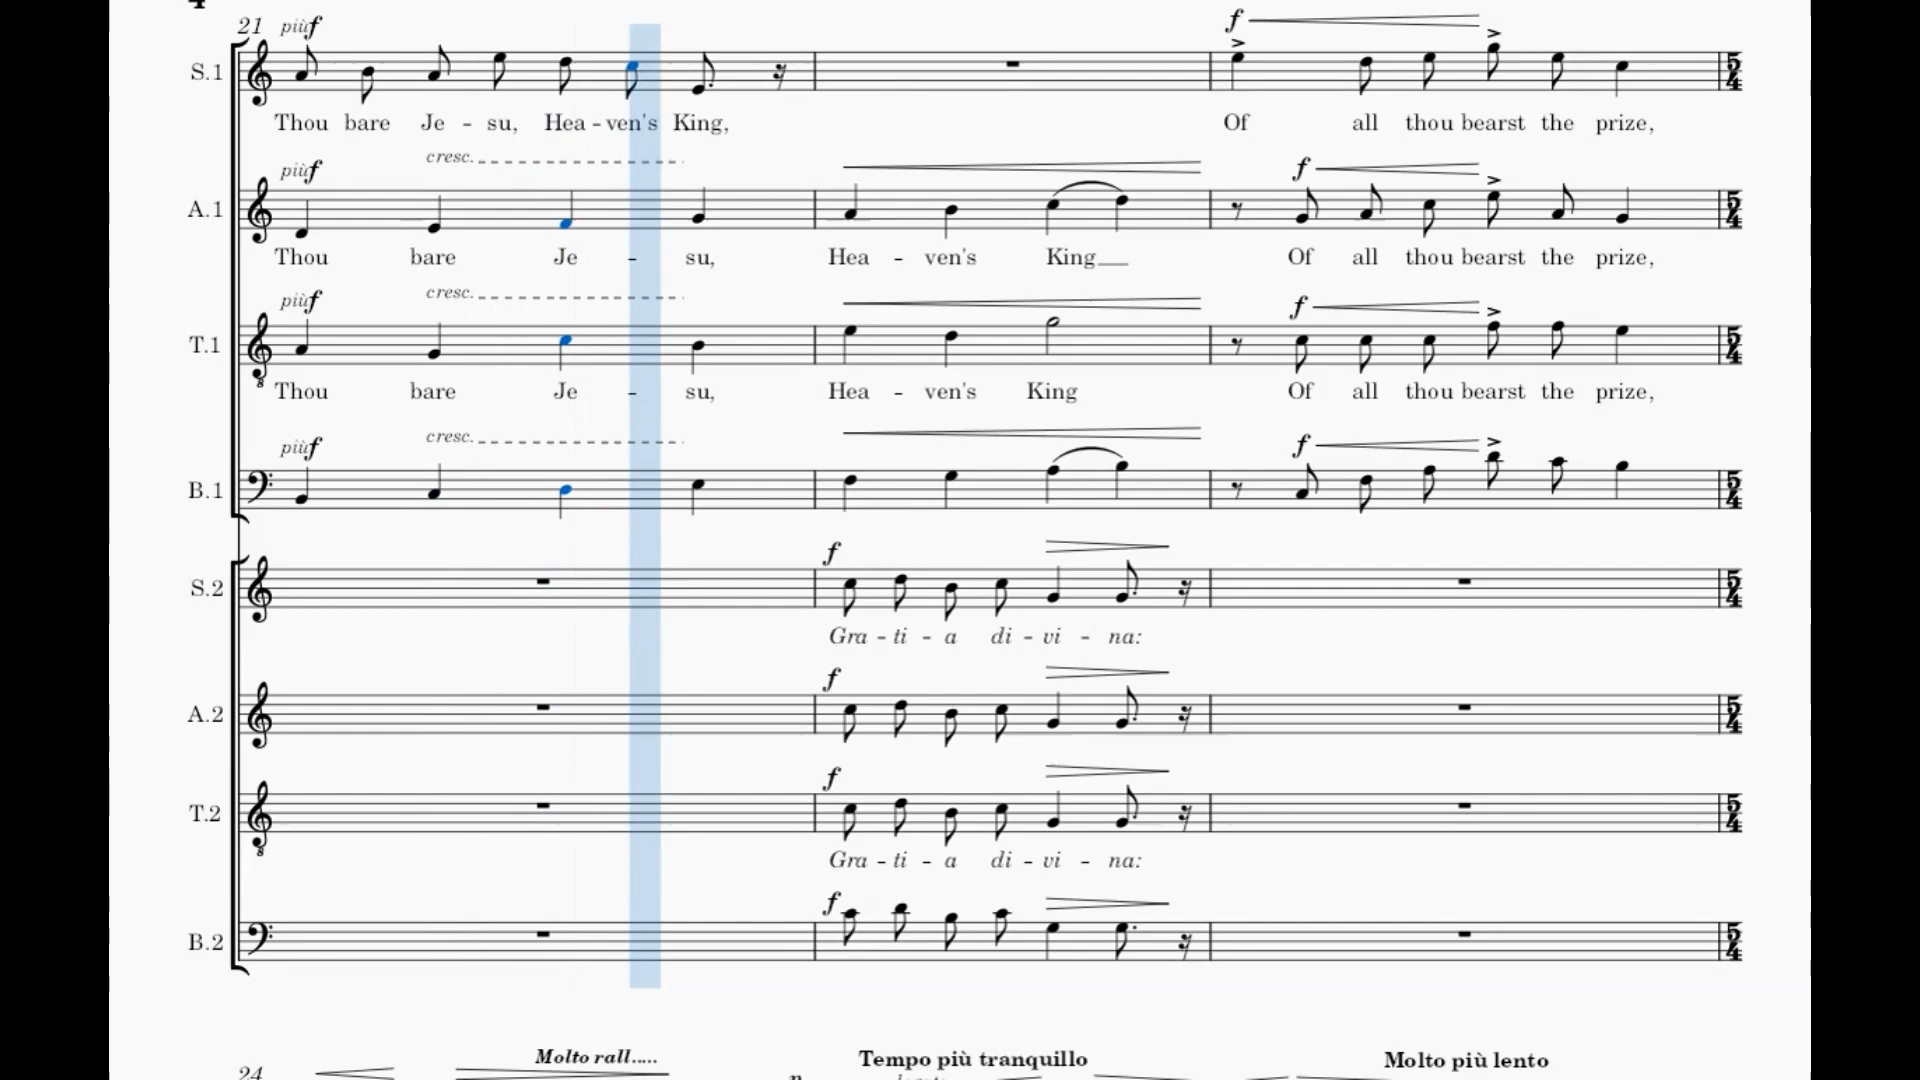 4
21 più f f
S.1
Thou bare Je - su, Hea - ven's King, Of all thou bearst the prize,
più f cresc. f
A.1
Thou bare Je - su, Hea - ven's King Of all thou bearst the prize,
più f cresc. f
T.1
Thou bare Je - su, Hea - ven's King Of all thou bearst the prize,
più f cresc. f
B.1
f
S.2
Gra - ti - a di - vi - na:
f
A.2
f
T.2
Gra - ti - a di - vi - na:
f
B.2
5 4
Molto rall..... Tempo più tranquillo Molto più lento
24